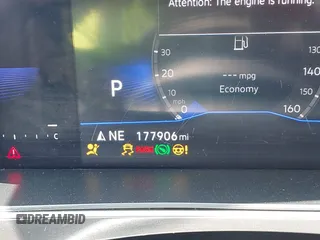 Attention: The engine is running.
30
20
10
mph
0
--- mpg
Economy
140
150
160
P
C
NE 177906 mi
DREAMBID